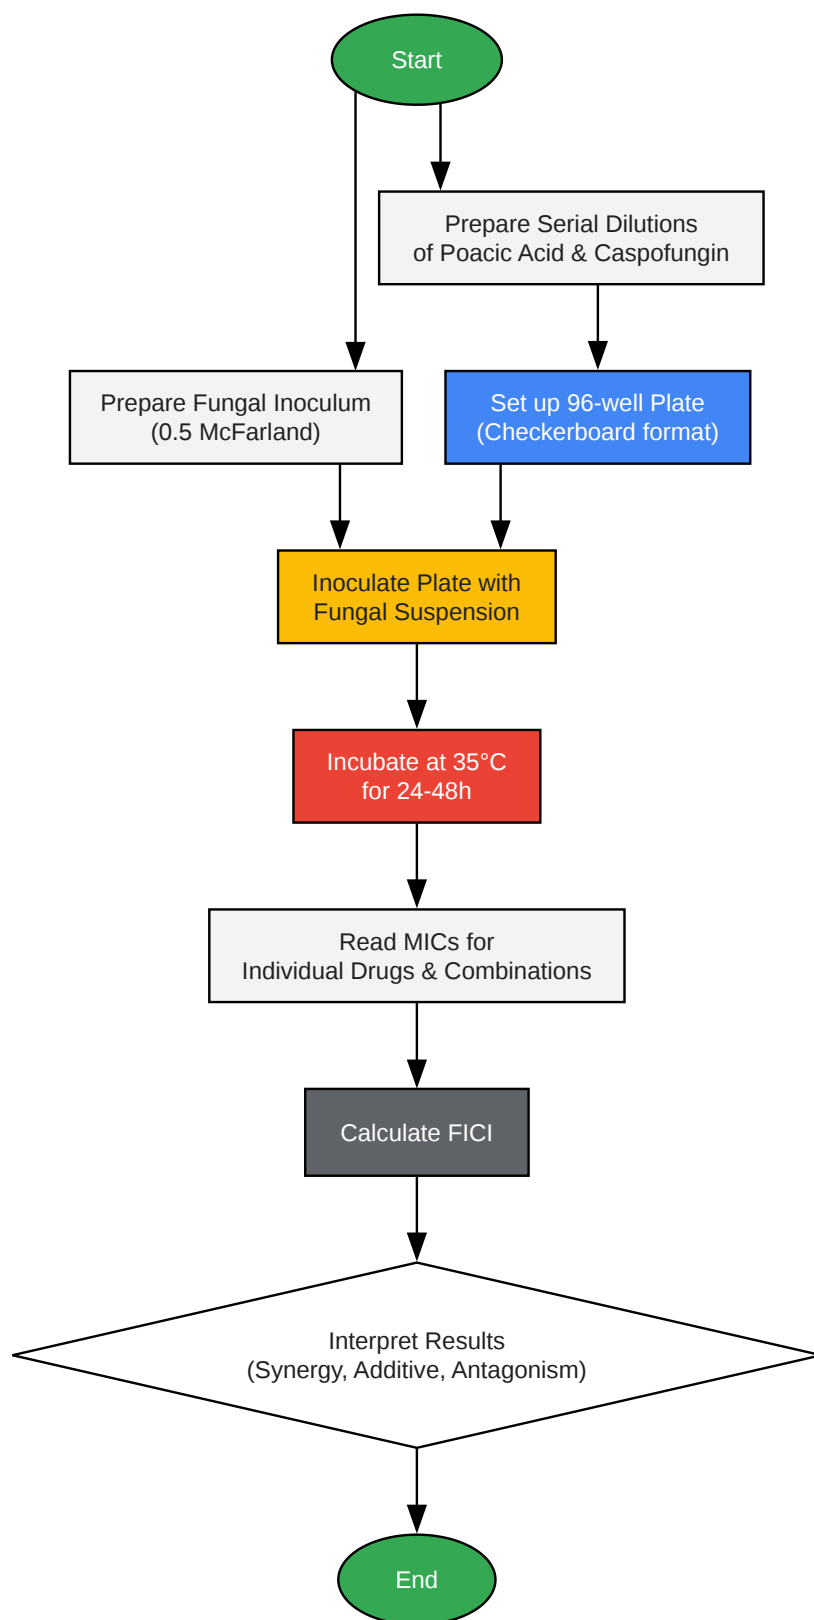 Start
Prepare Serial Dilutions
of Poacic Acid & Caspofungin
Prepare Fungal Inoculum
(0.5 McFarland)
Set up 96-well Plate
(Checkerboard format)
Inoculate Plate with
Fungal Suspension
Incubate at 35°C
for 24-48h
Read MICs for
Individual Drugs & Combinations
Calculate FICI
Interpret Results
(Synergy, Additive, Antagonism)
End